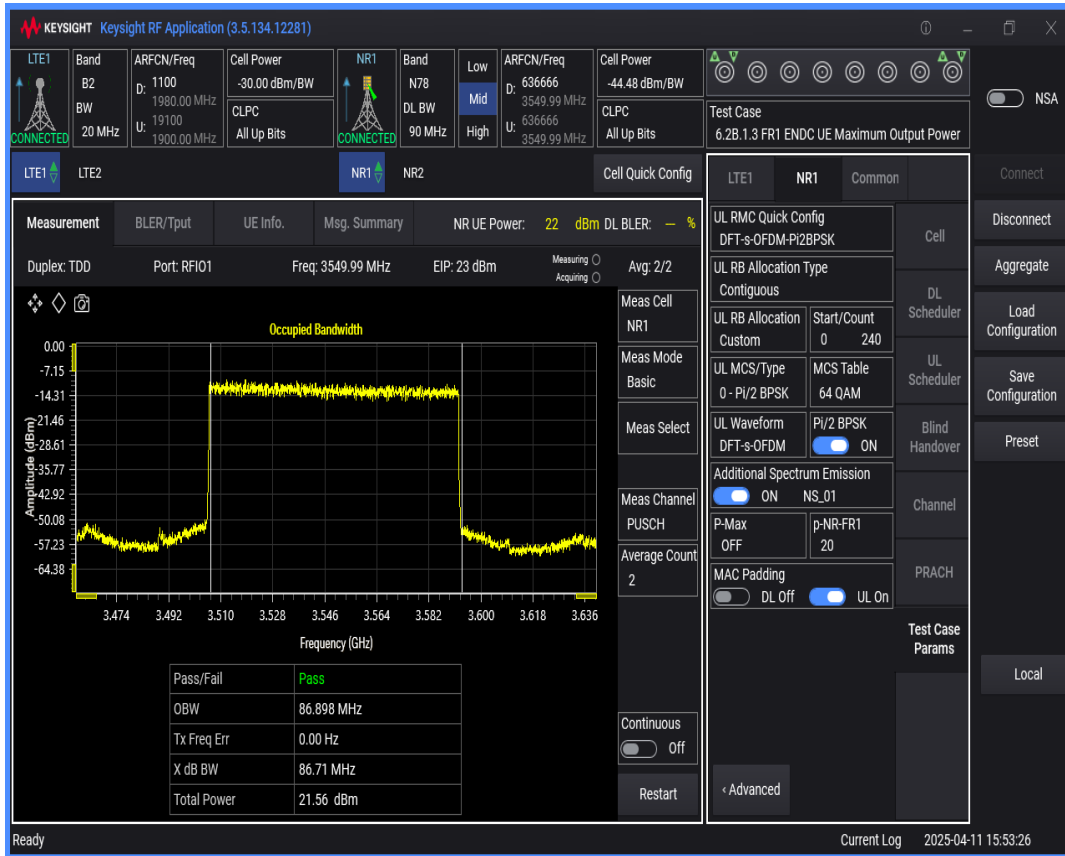 KEYSIGHT Keysight RF Application (3.5.134.12281)
LTE1
CONNECTED
Band
B2
BW
20 MHz
ARFCN/Freq
D: 1100
1980.00 MHz
U: 19100
1900.00 MHz
Cell Power
-30.00 dBm/BW
CLPC
All Up Bits
NR1
CONNECTED
Band
N78
DL BW
90 MHz
Low
Mid
High
ARFCN/Freq
D: 636666
3549.99 MHz
U: 636666
3549.99 MHz
Cell Power
-44.48 dBm/BW
CLPC
All Up Bits
Test Case
6.2B.1.3 FR1 ENDC UE Maximum Output Power
NSA
LTE1 LTE2 NR1 NR2 Cell Quick Config
Measurement BLER/Tput UE Info. Msg. Summary NR UE Power: 22 dBm DL BLER: — %
Duplex: TDD Port: RFIO1 Freq: 3549.99 MHz EIP: 23 dBm Measuring Avg: 2/2
Acquiring
Occupied Bandwidth
Amplitude (dBm)
0.00
-7.15
-14.31
-21.46
-28.61
-35.77
-42.92
-50.08
-57.23
-64.38
3.474 3.492 3.510 3.528 3.546 3.564 3.582 3.600 3.618 3.636
Frequency (GHz)
Pass/Fail Pass
OBW 86.898 MHz
Tx Freq Err 0.00 Hz
X dB BW 86.71 MHz
Total Power 21.56 dBm
Meas Cell
NR1
Meas Mode
Basic
Meas Select
Meas Channel
PUSCH
Average Count
2
Continuous
Off
Restart
LTE1 NR1 Common
UL RMC Quick Config
DFT-s-OFDM-Pi2BPSK
UL RB Allocation Type
Contiguous
UL RB Allocation
Custom
Start/Count
0 240
UL MCS/Type
0 - Pi/2 BPSK
MCS Table
64 QAM
UL Waveform
DFT-s-OFDM
Pi/2 BPSK
ON
Additional Spectrum Emission
ON NS_01
P-Max
OFF
p-NR-FR1
20
MAC Padding
DL Off UL On
‹ Advanced
Cell
DL
Scheduler
UL
Scheduler
Blind
Handover
Channel
PRACH
Test Case
Params
Connect
Disconnect
Aggregate
Load
Configuration
Save
Configuration
Preset
Local
Ready Current Log 2025-04-11 15:53:26